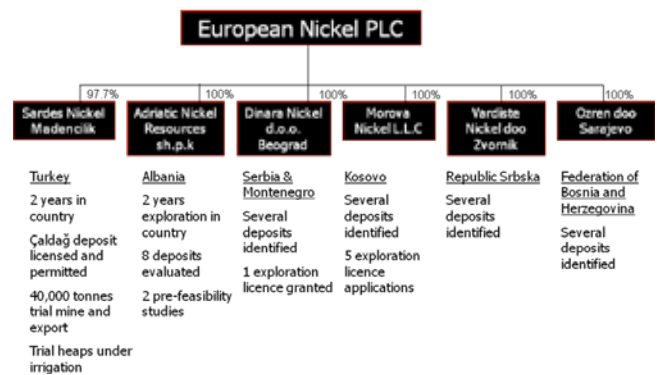 European Nickel PLC
97.7%
100%
100%
100%
100%
100%
Sardes Nickel
Madencilik
Adriatic Nickel
Resources
sh.p.k
Dinara Nickel
d.o.o.
Beograd
Morova
Nickel L.L.C
Vardiste
Nickel doo
Zvornik
Ozren doo
Sarajevo
Turkey
2 years in
country
Çaldağ deposit
licensed and
permitted
40,000 tonnes
trial mine and
export
Trial heaps under
irrigation
Albania
2 years
exploration in
country
8 deposits
evaluated
2 pre-feasibility
studies
Serbia &
Montenegro
Several
deposits
identified
1 exploration
licence granted
Kosovo
Several
deposits
identified
5 exploration
licence
applications
Republic Srbska
Several
deposits
identified
Federation of
Bosnia and
Herzegovina
Several
deposits
identified